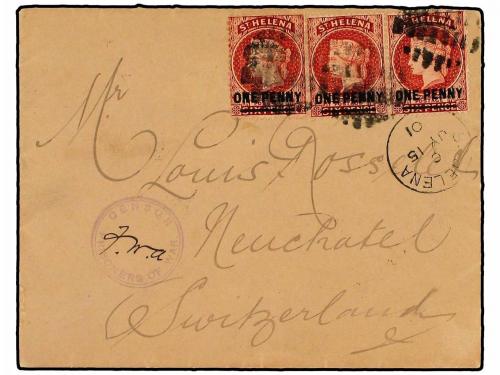 ST HELENA ST HELENA ST HELENA
ONE PENNY ONE PENNY ONE PENNY
HELENA
15
JY
01
Mr
Louis
Neuchatel
Switzerland
CENSOR
PRISONERS OF WAR
F.W.A